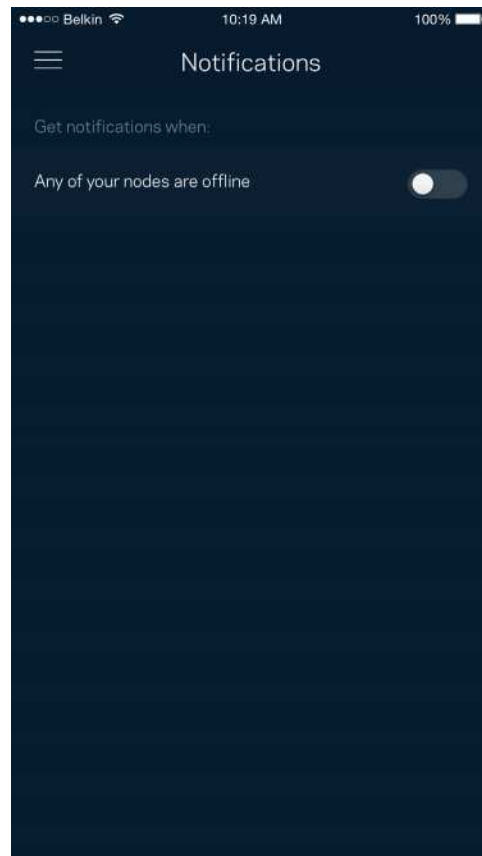 Belkin 10:19 AM 100%
Notifications
Get notifications when:
Any of your nodes are offline